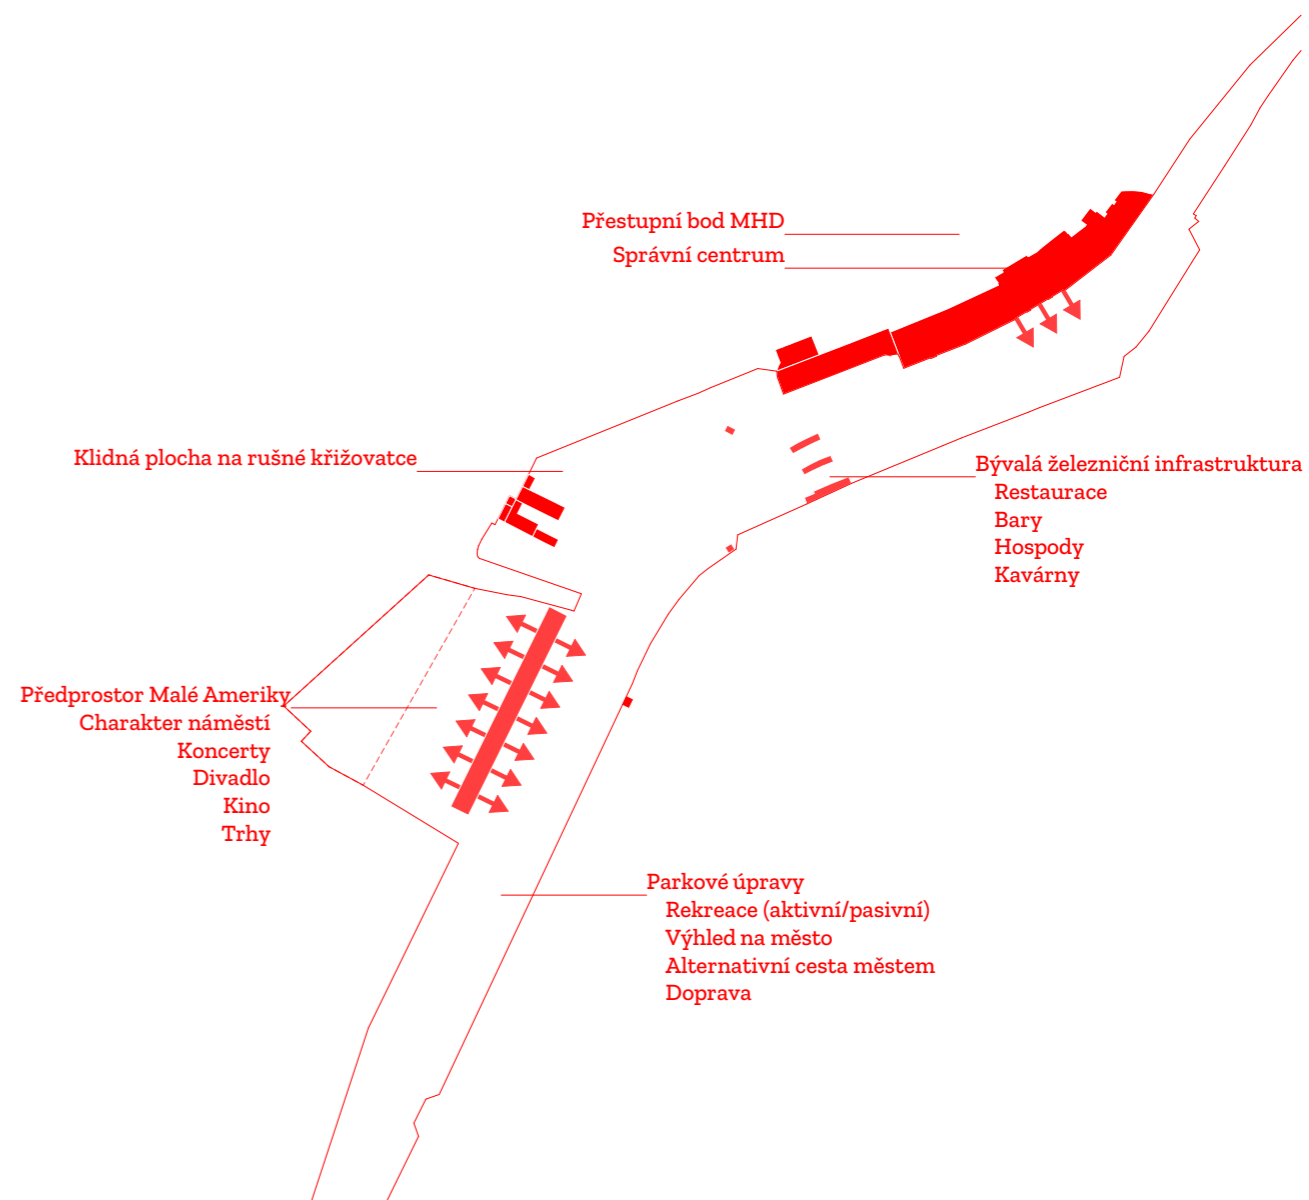 Přestupní bod MHD
Správní centrum
Klidná plocha na rušné křižovatce
Bývalá železniční infrastruktura
Restaurace
Bary
Hospody
Kavárny
Předprostor Malé Ameriky
Charakter náměstí
Koncerty
Divadlo
Kino
Trhy
Parkové úpravy
Rekreace (aktivní/pasivní)
Výhled na město
Alternativní cesta městem
Doprava